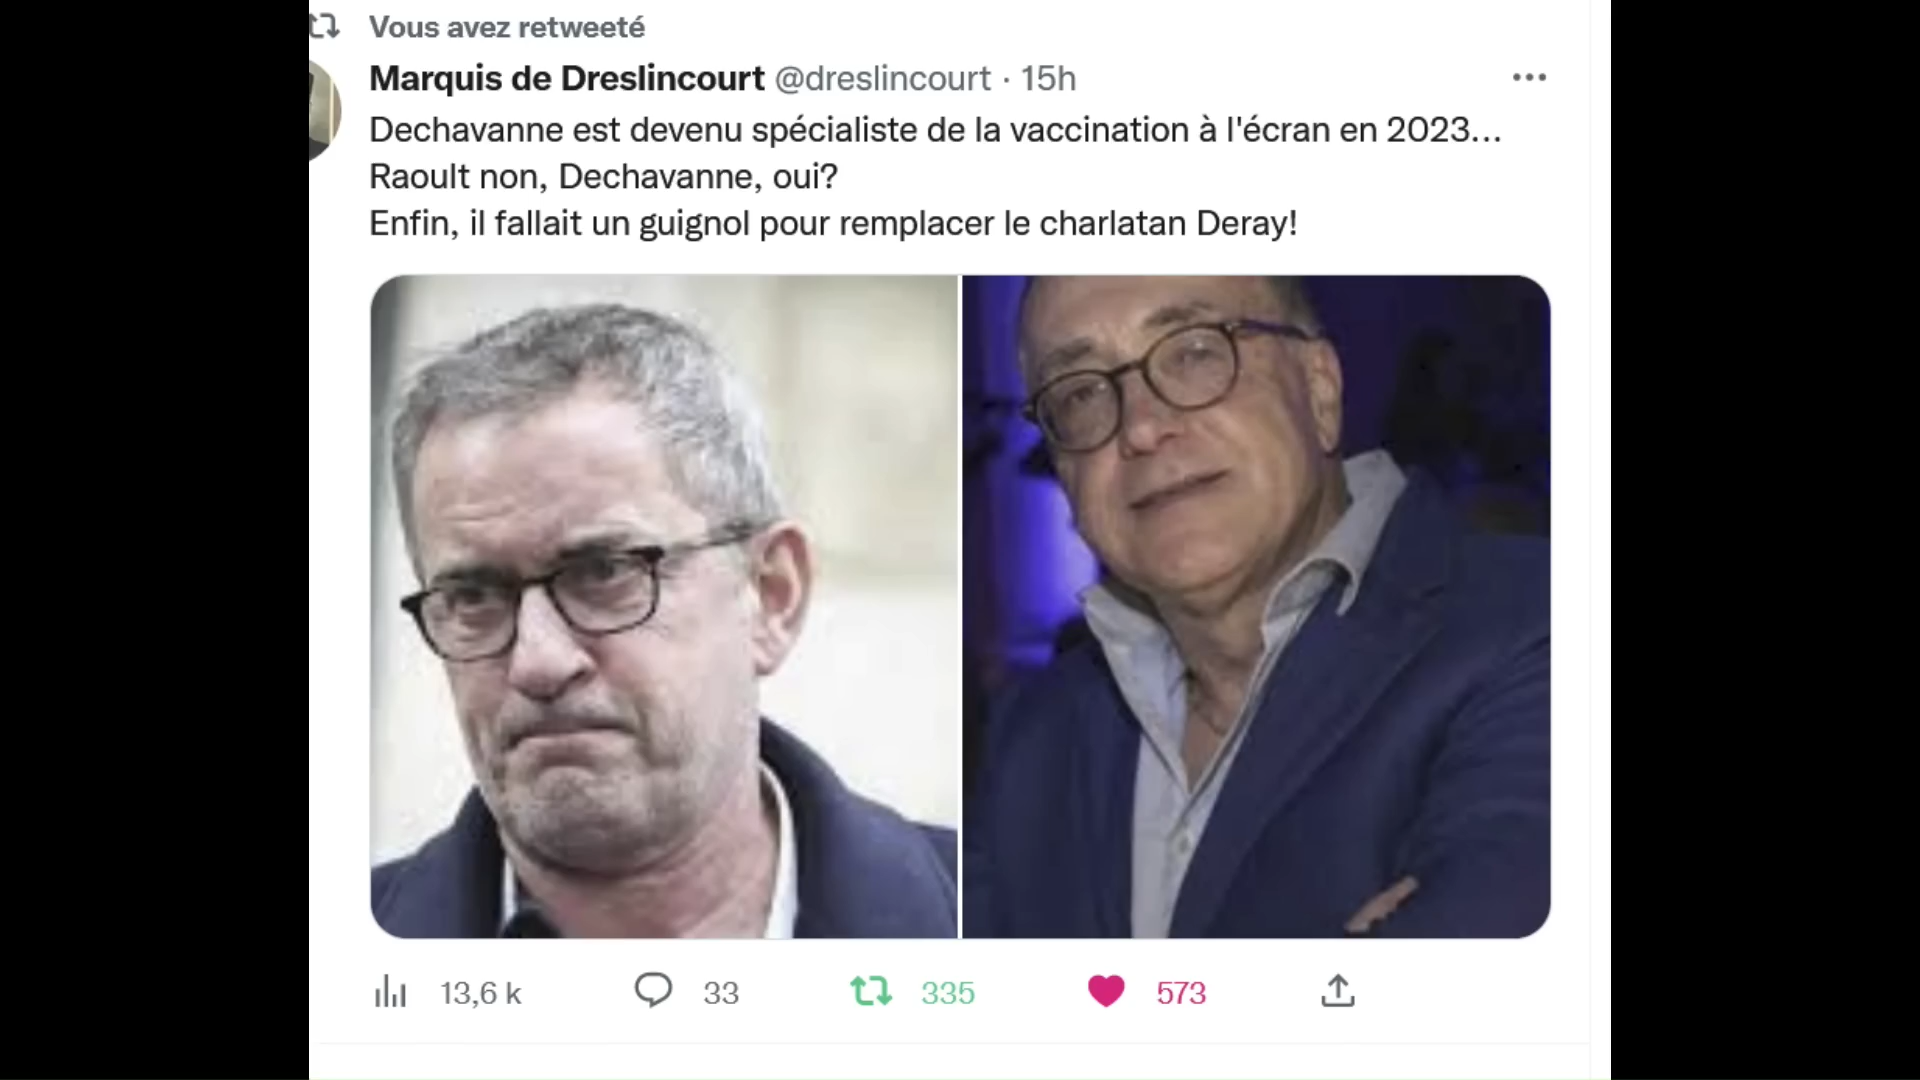 Vous avez retweeté
Marquis de Dreslincourt @dreslincourt · 15h
Dechavanne est devenu spécialiste de la vaccination à l'écran en 2023...
Raoult non, Dechavanne, oui?
Enfin, il fallait un guignol pour remplacer le charlatan Deray!
13,6 k 33 335 573